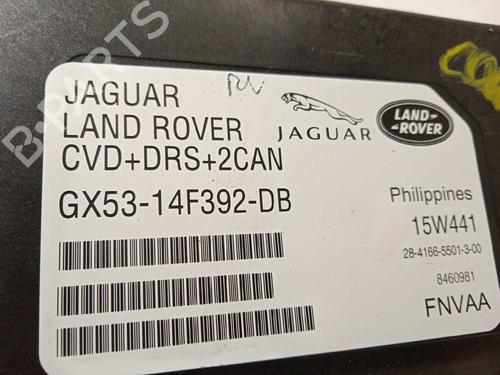 B-PARTS
JAGUAR
LAND ROVER
CVD+DRS+2CAN
GX53-14F392-DB
JAGUAR
LAND-
ROVER
Philippines
15W441
28-4166-5501-3-00
8460981
FNVAA